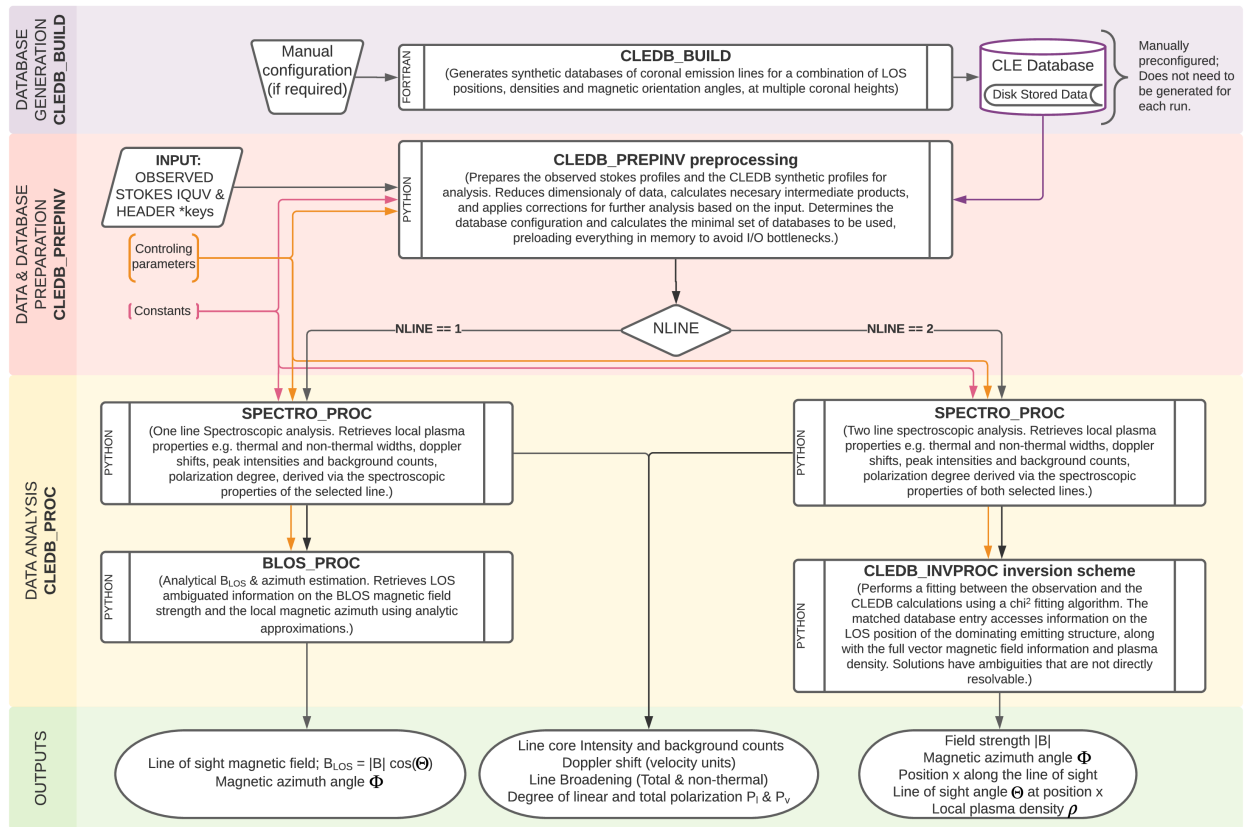 DATABASE
GENERATION
CLEDB_BUILD
Manual
configuration
(if required)
FORTRAN
CLEDB_BUILD
(Generates synthetic databases of coronal emission lines for a combination of LOS
positions, densities and magnetic orientation angles, at multiple coronal heights)
CLE Database
Disk Stored Data
Manually
preconfigured;
Does not need to
be generated for
each run.
DATA & DATABASE
PREPARATION
CLEDB_PREPINV
INPUT:
OBSERVED
STOKES IQUV &
HEADER *keys
Controling
parameters
Constants
PYTHON
CLEDB_PREPINV preprocessing
(Prepares the observed stokes profiles and the CLEDB synthetic profiles for
analysis. Reduces dimensionaly of data, calculates necesary intermediate products,
and applies corrections for further analysis based on the input. Determines the
database configuration and calculates the minimal set of databases to be used,
preloading everything in memory to avoid I/O bottlenecks.)
NLINE == 1
NLINE
NLINE == 2
DATA ANALYSIS
CLEDB_PROC
PYTHON
SPECTRO_PROC
(One line Spectroscopic analysis. Retrieves local plasma
properties e.g. thermal and non-thermal widths, doppler
shifts, peak intensities and background counts,
polarization degree, derived via the spectroscopic
properties of the selected line.)
PYTHON
SPECTRO_PROC
(Two line spectroscopic analysis. Retrieves local plasma
properties e.g. thermal and non-thermal widths, doppler
shifts, peak intensities and background counts,
polarization degree derived via the spectroscopic
properties of both selected lines.)
PYTHON
BLOS_PROC
(Analytical B_LOS & azimuth estimation. Retrieves LOS
ambiguated information on the BLOS magnetic field
strength and the local magnetic azimuth using analytic
approximations.)
PYTHON
CLEDB_INVPROC inversion scheme
(Performs a fitting between the observation and the
CLEDB calculations using a chi² fitting algorithm. The
matched database entry accesses information on the
LOS position of the dominating emitting structure, along
with the full vector magnetic field information and plasma
density. Solutions have ambiguities that are not directly
resolvable.)
OUTPUTS
Line of sight magnetic field; B_LOS = |B| cos(Θ)
Magnetic azimuth angle Φ
Line core Intensity and background counts
Doppler shift (velocity units)
Line Broadening (Total & non-thermal)
Degree of linear and total polarization P_l & P_v
Field strength |B|
Magnetic azimuth angle Φ
Position x along the line of sight
Line of sight angle Θ at position x
Local plasma density ρ